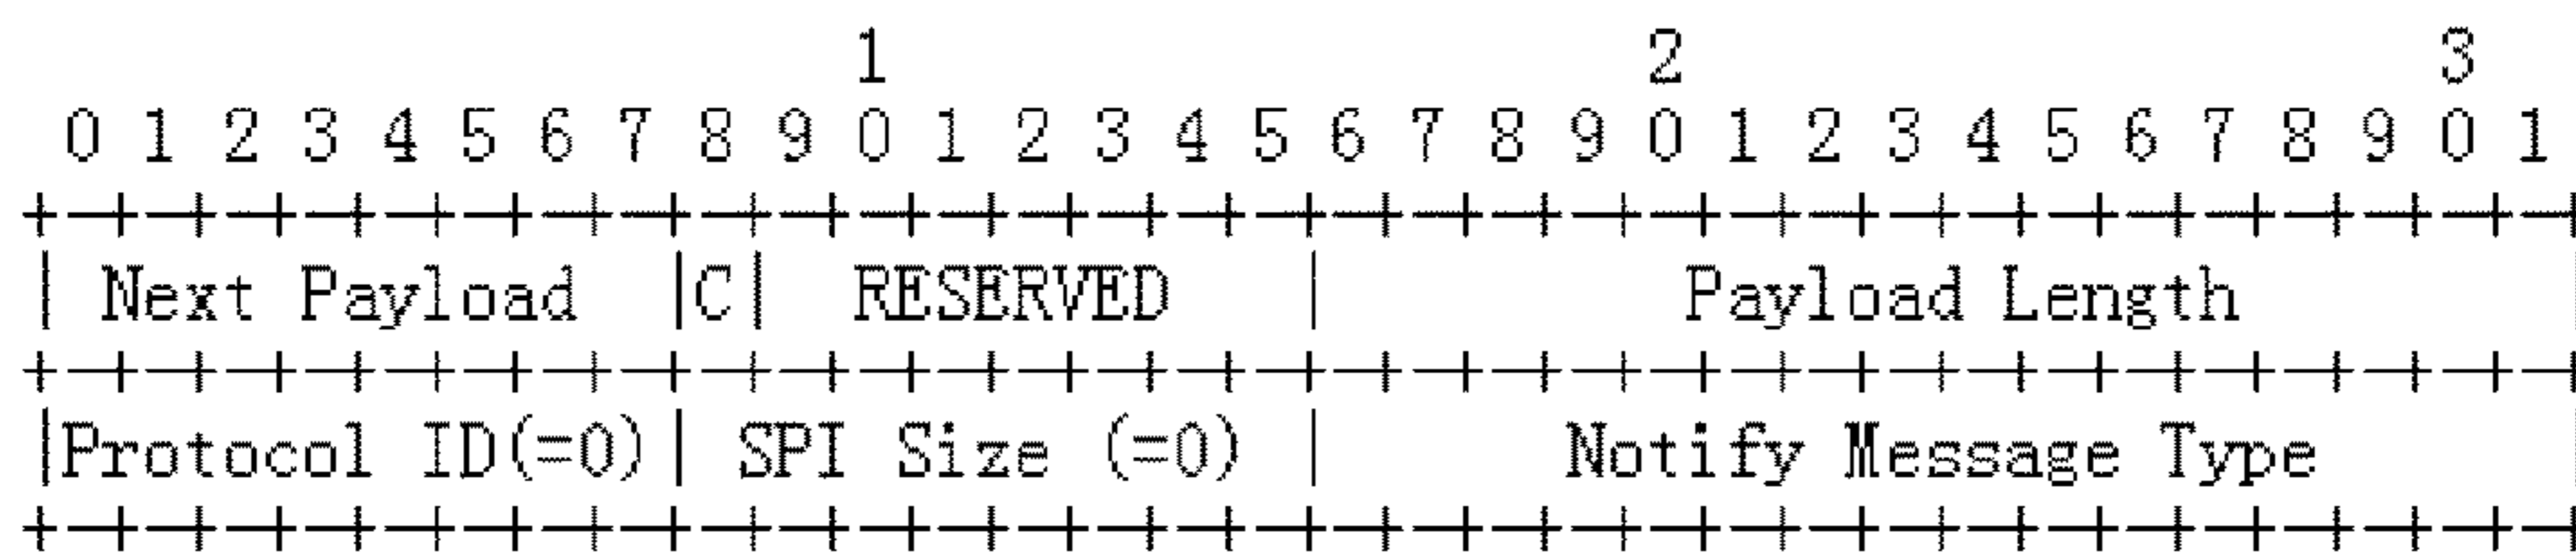 1                   2                   3
 0 1 2 3 4 5 6 7 8 9 0 1 2 3 4 5 6 7 8 9 0 1 2 3 4 5 6 7 8 9 0 1
+-+-+-+-+-+-+-+-+-+-+-+-+-+-+-+-+-+-+-+-+-+-+-+-+-+-+-+-+-+-+-+-+
| Next Payload  |C|  RESERVED   |         Payload Length        |
+-+-+-+-+-+-+-+-+-+-+-+-+-+-+-+-+-+-+-+-+-+-+-+-+-+-+-+-+-+-+-+-+
|Protocol ID(=0)| SPI Size (=0) |      Notify Message Type      |
+-+-+-+-+-+-+-+-+-+-+-+-+-+-+-+-+-+-+-+-+-+-+-+-+-+-+-+-+-+-+-+-+